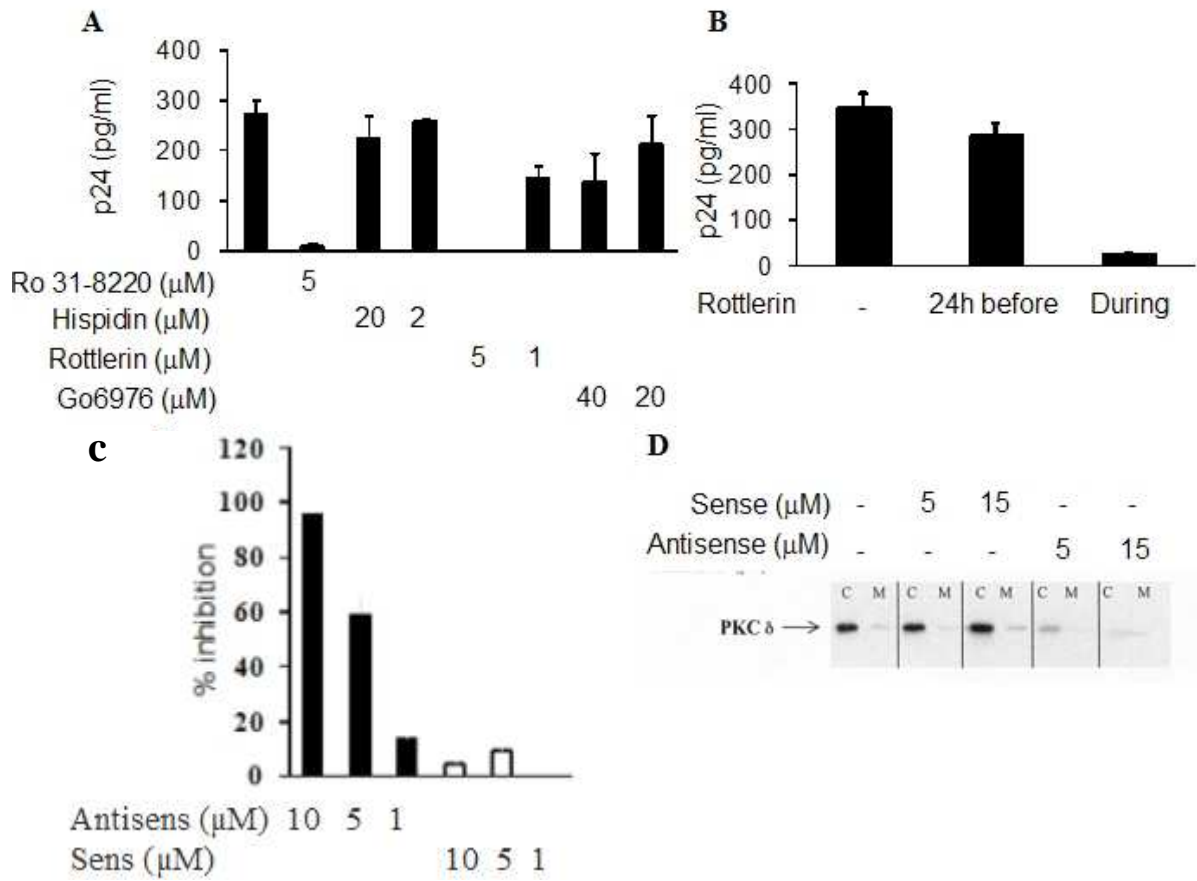 A
p24 (pg/ml)
400
300
200
100
0
Ro 31-8220 (μM) 5
Hispidin (μM) 20 2
Rottlerin (μM) 5 1
Go6976 (μM) 40 20
B
p24 (pg/ml)
400
300
200
100
0
Rottlerin - 24h before During
c
% inhibition
120
100
80
60
40
20
0
Antisens (μM) 10 5 1
Sens (μM) 10 5 1
D
Sense (μM) - 5 15 - -
Antisense (μM) - - - 5 15
C M C M C M C M C M
PKC δ